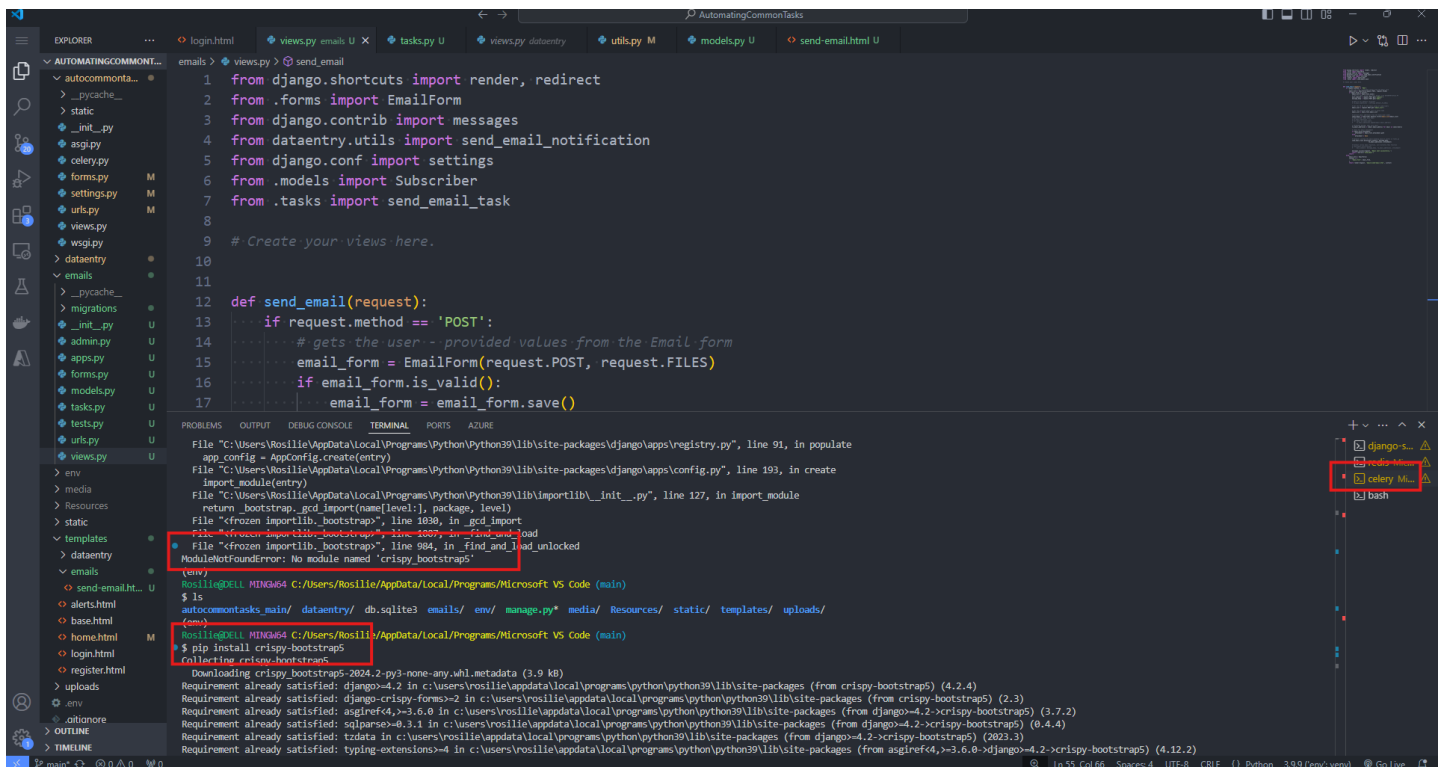 AutomatingCommonTasks
EXPLORER
login.html
views.py emails U
tasks.py U
views.py dataentry
utils.py M
models.py U
send-email.html U
AUTOMATINGCOMMONT...
emails > views.py > send_email
autocommonta...
__pycache__
static
__init__.py
asgi.py
celery.py
forms.py M
settings.py M
urls.py M
views.py
wsgi.py
dataentry
emails
__pycache__
migrations
__init__.py U
admin.py U
apps.py U
forms.py U
models.py U
tasks.py U
tests.py U
urls.py U
views.py U
env
media
Resources
static
templates
dataentry
emails
send-email.ht... U
alerts.html
base.html
home.html M
login.html
register.html
uploads
.env
.gitignore
OUTLINE
TIMELINE
1 from django.shortcuts import render, redirect
2 from .forms import EmailForm
3 from django.contrib import messages
4 from dataentry.utils import send_email_notification
5 from django.conf import settings
6 from .models import Subscriber
7 from .tasks import send_email_task
8
9 # Create your views here.
10
11
12 def send_email(request):
13 if request.method == 'POST':
14 # gets the user - provided values from the Email form
15 email_form = EmailForm(request.POST, request.FILES)
16 if email_form.is_valid():
17 email_form = email_form.save()
PROBLEMS OUTPUT DEBUG CONSOLE TERMINAL PORTS AZURE
File "C:\Users\Rosilie\AppData\Local\Programs\Python\Python39\lib\site-packages\django\apps\registry.py", line 91, in populate
app_config = AppConfig.create(entry)
File "C:\Users\Rosilie\AppData\Local\Programs\Python\Python39\lib\site-packages\django\apps\config.py", line 193, in create
import_module(entry)
File "C:\Users\Rosilie\AppData\Local\Programs\Python\Python39\lib\importlib\__init__.py", line 127, in import_module
return _bootstrap._gcd_import(name[level:], package, level)
File "<frozen importlib._bootstrap>", line 1030, in _gcd_import
File "<frozen importlib._bootstrap>", line 1007, in _find_and_load
File "<frozen importlib._bootstrap>", line 984, in _find_and_load_unlocked
ModuleNotFoundError: No module named 'crispy_bootstrap5'
(env)
Rosilie@DELL MINGW64 C:/Users/Rosilie/AppData/Local/Programs/Microsoft VS Code (main)
$ ls
autocommontasks_main/ dataentry/ db.sqlite3 emails/ env/ manage.py* media/ Resources/ static/ templates/ uploads/
(env)
Rosilie@DELL MINGW64 C:/Users/Rosilie/AppData/Local/Programs/Microsoft VS Code (main)
$ pip install crispy-bootstrap5
Collecting crispy-bootstrap5
Downloading crispy_bootstrap5-2024.2-py3-none-any.whl.metadata (3.9 kB)
Requirement already satisfied: django>=4.2 in c:\users\rosilie\appdata\local\programs\python\python39\lib\site-packages (from crispy-bootstrap5) (4.2.4)
Requirement already satisfied: django-crispy-forms>=2 in c:\users\rosilie\appdata\local\programs\python\python39\lib\site-packages (from crispy-bootstrap5) (2.3)
Requirement already satisfied: asgiref<4,>=3.6.0 in c:\users\rosilie\appdata\local\programs\python\python39\lib\site-packages (from django>=4.2->crispy-bootstrap5) (3.7.2)
Requirement already satisfied: sqlparse>=0.3.1 in c:\users\rosilie\appdata\local\programs\python\python39\lib\site-packages (from django>=4.2->crispy-bootstrap5) (0.4.4)
Requirement already satisfied: tzdata in c:\users\rosilie\appdata\local\programs\python\python39\lib\site-packages (from django>=4.2->crispy-bootstrap5) (2023.3)
Requirement already satisfied: typing-extensions>=4 in c:\users\rosilie\appdata\local\programs\python\python39\lib\site-packages (from asgiref<4,>=3.6.0->django>=4.2->crispy-bootstrap5) (4.12.2)
django-s...
redis Mic...
celery Mi...
bash
main* 0 0 0 Ln 55, Col 66 Spaces: 4 UTF-8 CRLF Python 3.9.9 ('env': venv) Go Live